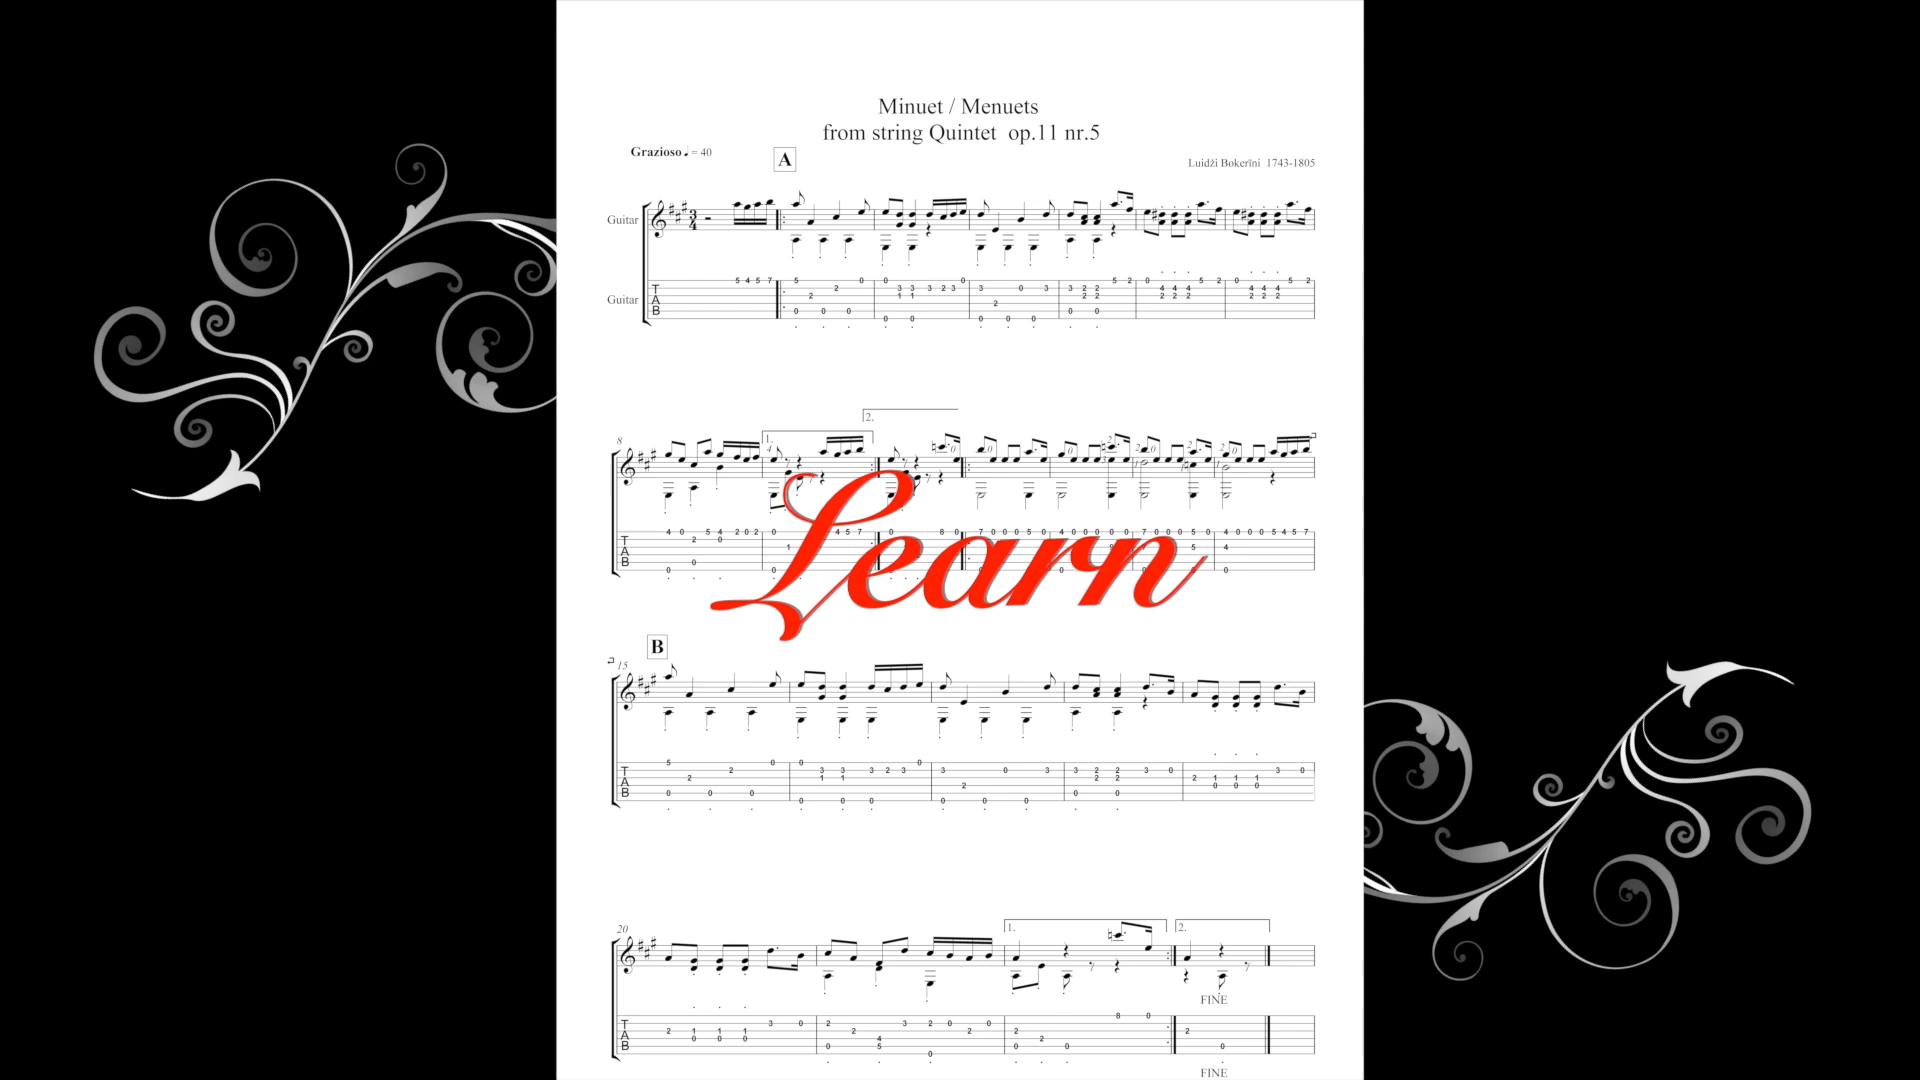 Minuet / Menuets
from string Quintet op.11 nr.5
Grazioso ♩ = 40
A
Luidži Bokerīni 1743-1805
Guitar
Guitar
8
1.
2.
Learn
B
15
20
1.
2.
FINE
FINE